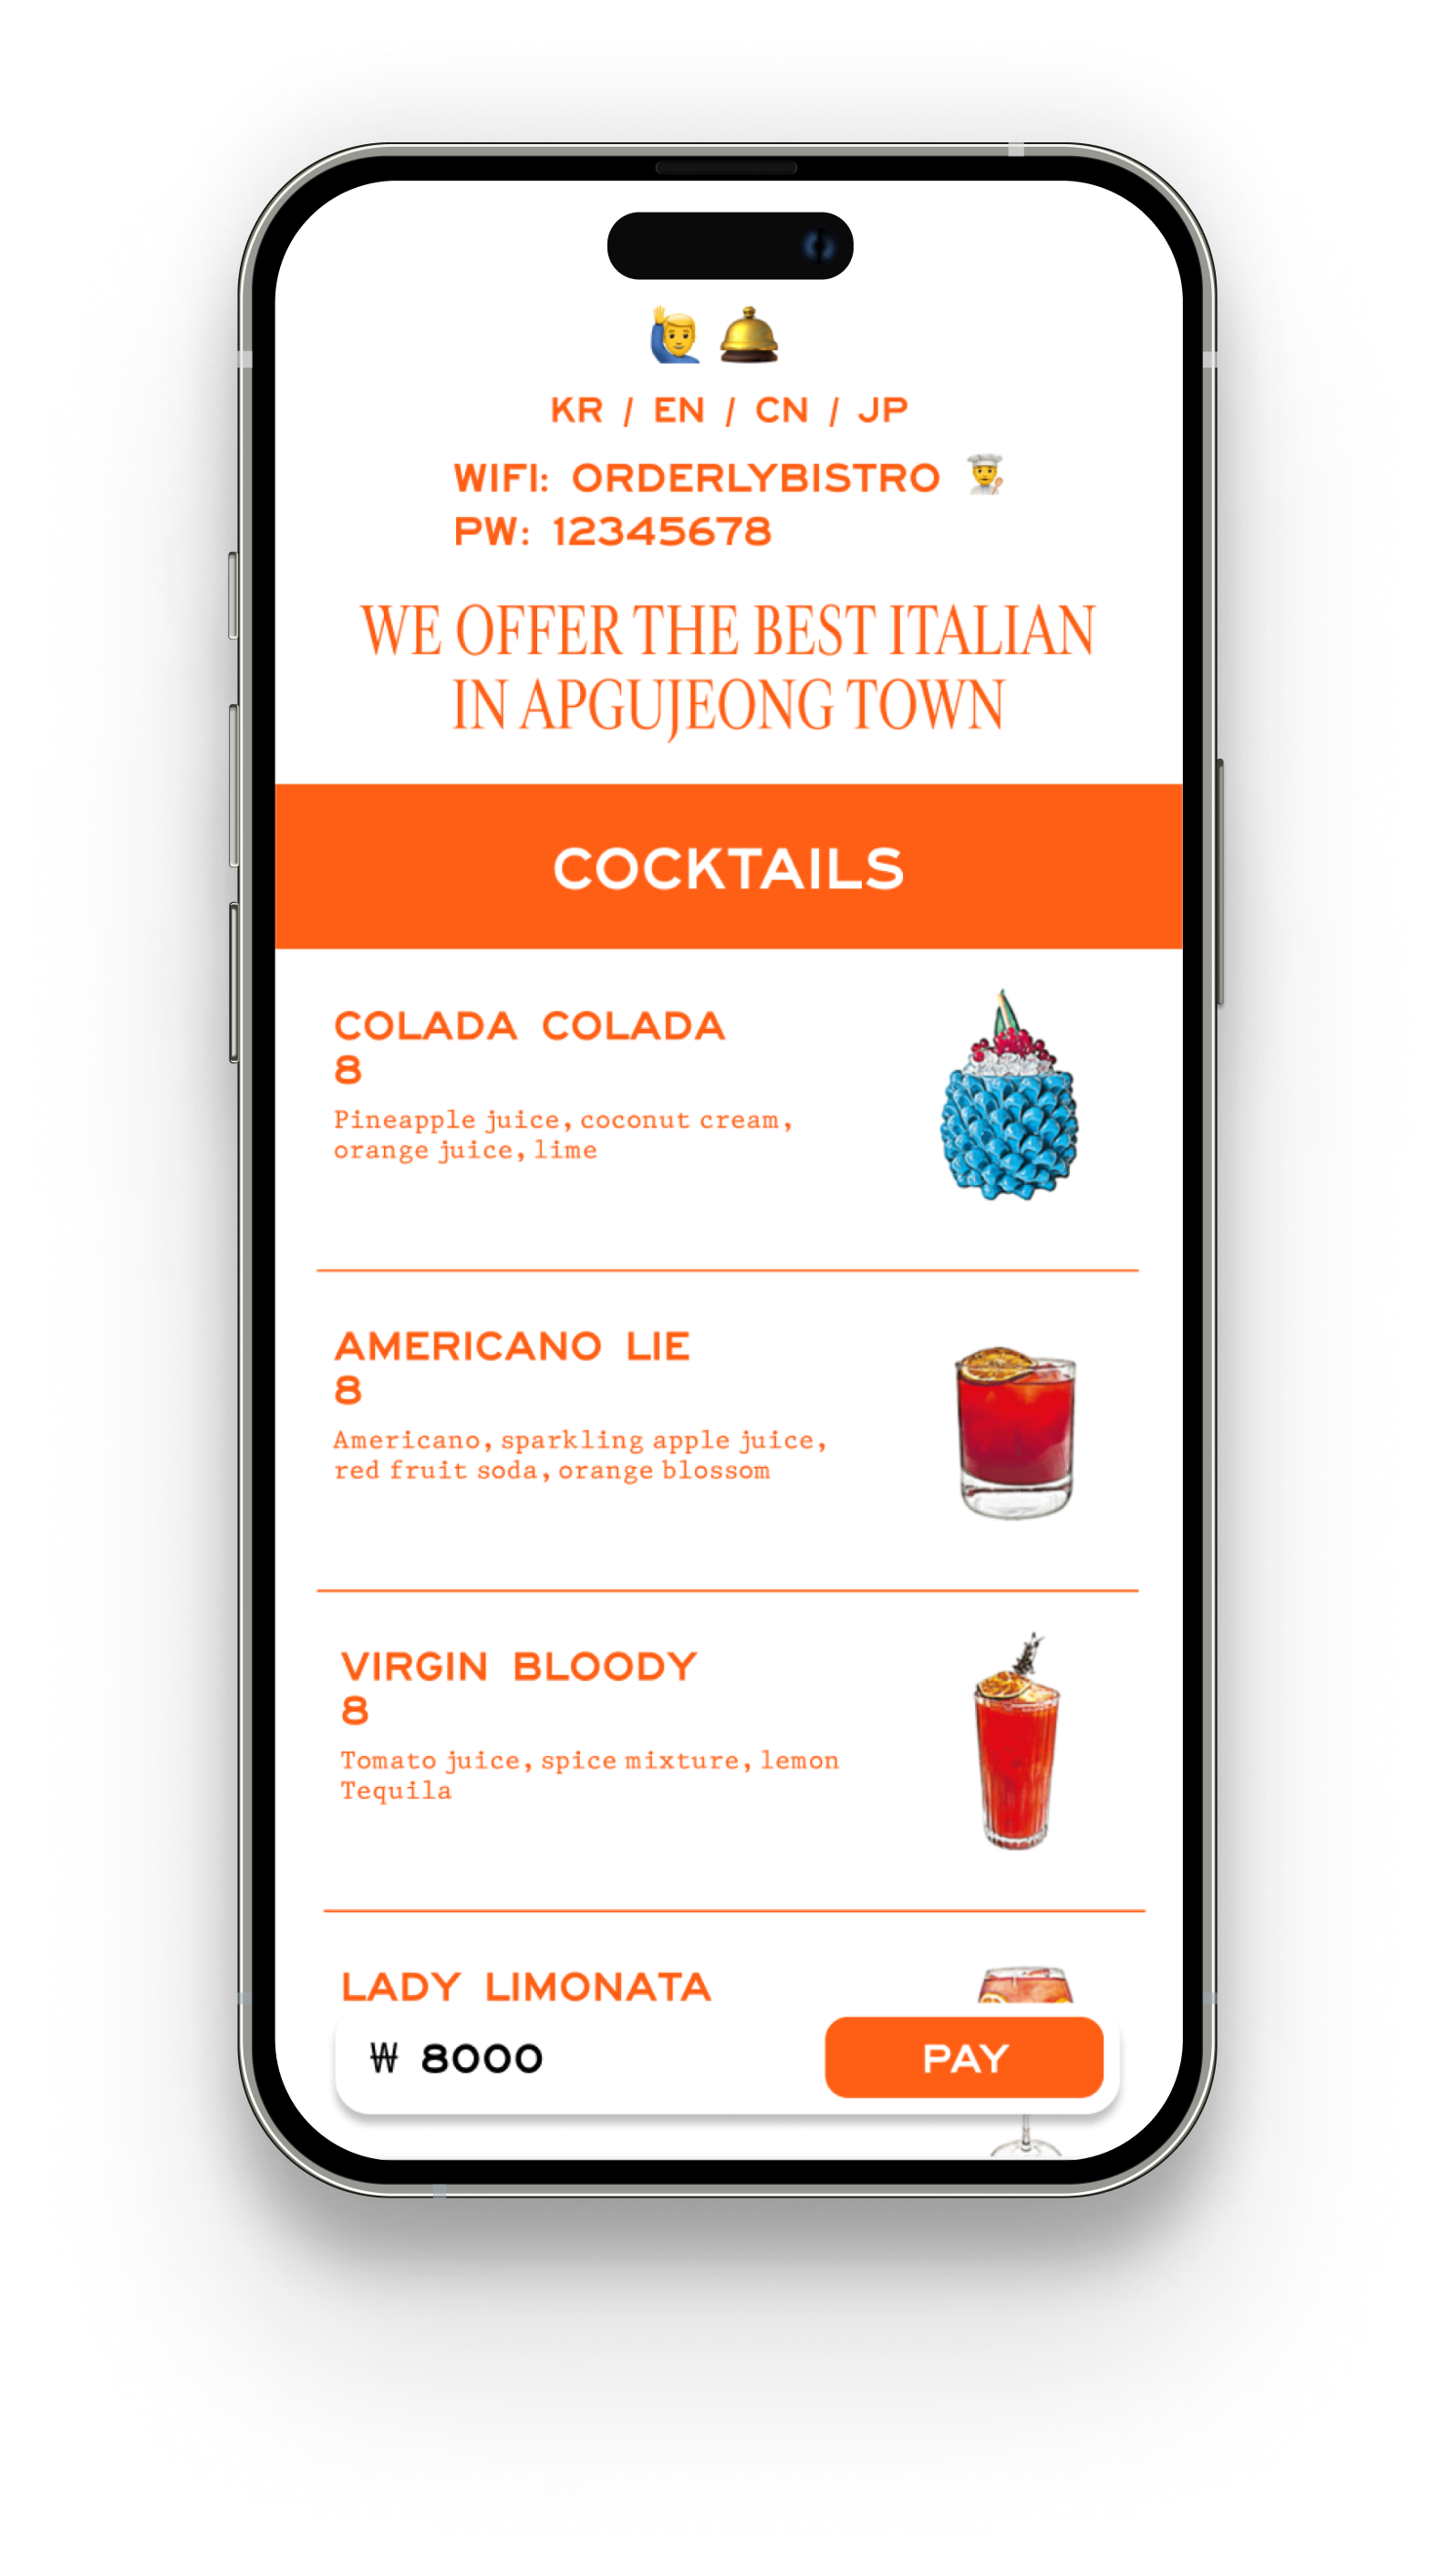 KR / EN / CN / JP
WIFI: ORDERLYBISTRO
PW: 12345678
WE OFFER THE BEST ITALIAN
IN APGUJEONG TOWN
COCKTAILS
COLADA COLADA
8
Pineapple juice, coconut cream,
orange juice, lime
AMERICANO LIE
8
Americano, sparkling apple juice,
red fruit soda, orange blossom
VIRGIN BLOODY
8
Tomato juice, spice mixture, lemon
Tequila
LADY LIMONATA
₩ 8000
PAY